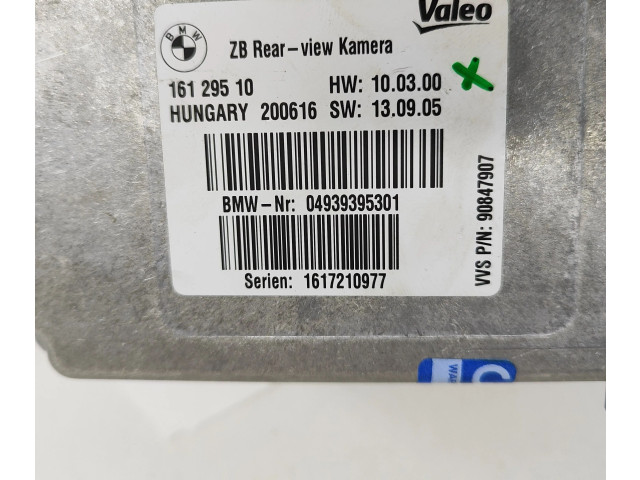 BMW
Valeo
ZB Rear-view Kamera
161 295 10 HW: 10.03.00
HUNGARY 200616 SW: 13.09.05
BMW-Nr: 04939395301
Serien: 1617210977
VVS P/N: 90847907